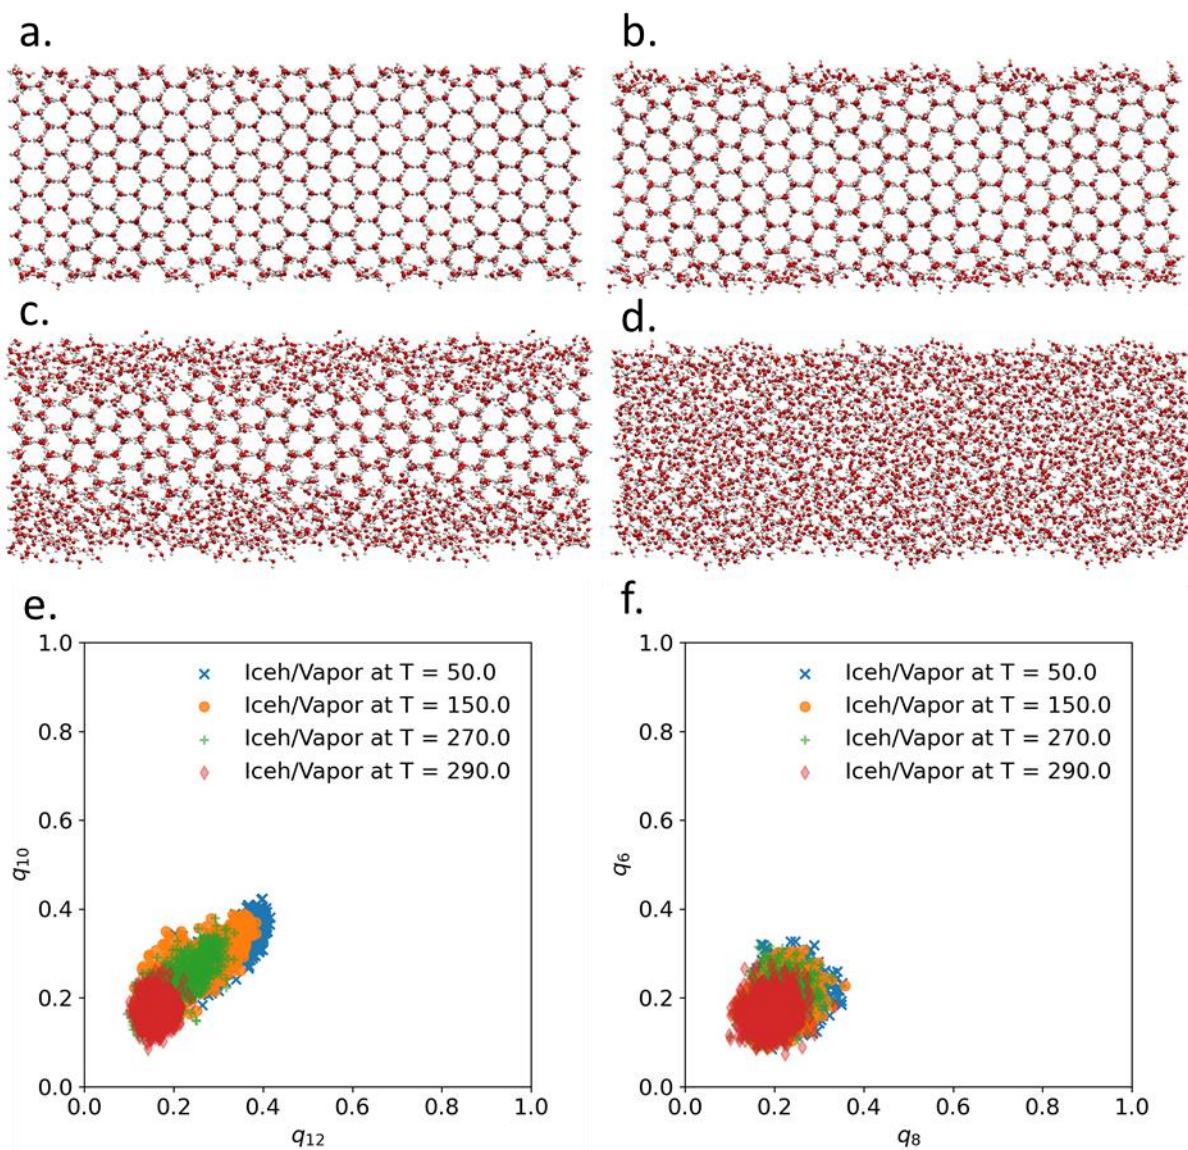 a.
b.
c.
d.
e.
f.
1.0
0.8
0.6
0.4
0.2
0.0
q10
Iceh/Vapor at T = 50.0
Iceh/Vapor at T = 150.0
Iceh/Vapor at T = 270.0
Iceh/Vapor at T = 290.0
0.0 0.2 0.4 0.6 0.8 1.0
q12
1.0
0.8
0.6
0.4
0.2
0.0
q6
Iceh/Vapor at T = 50.0
Iceh/Vapor at T = 150.0
Iceh/Vapor at T = 270.0
Iceh/Vapor at T = 290.0
0.0 0.2 0.4 0.6 0.8 1.0
q8